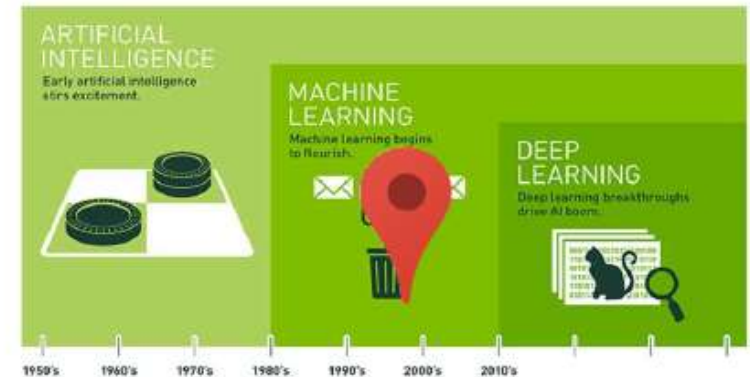 ARTIFICIAL
INTELLIGENCE
Early artificial intelligence
stirs excitement.
MACHINE
LEARNING
Machine learning begins
to flourish.
DEEP
LEARNING
Deep learning breakthroughs
drive AI boom.
1950's 1960's 1970's 1980's 1990's 2000's 2010's